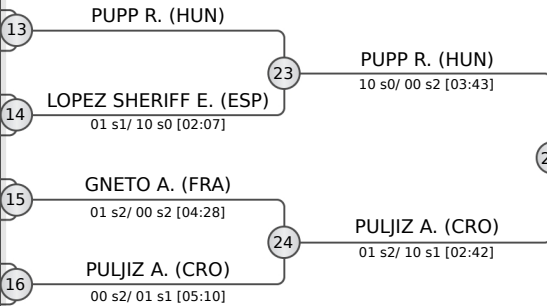 PUPP R. (HUN)
13
23
PUPP R. (HUN)
10 s0/ 00 s2 [03:43]
LOPEZ SHERIFF E. (ESP)
14
01 s1/ 10 s0 [02:07]
GNETO A. (FRA)
15
01 s2/ 00 s2 [04:28]
24
PULJIZ A. (CRO)
01 s2/ 10 s1 [02:42]
PULJIZ A. (CRO)
16
00 s2/ 01 s1 [05:10]